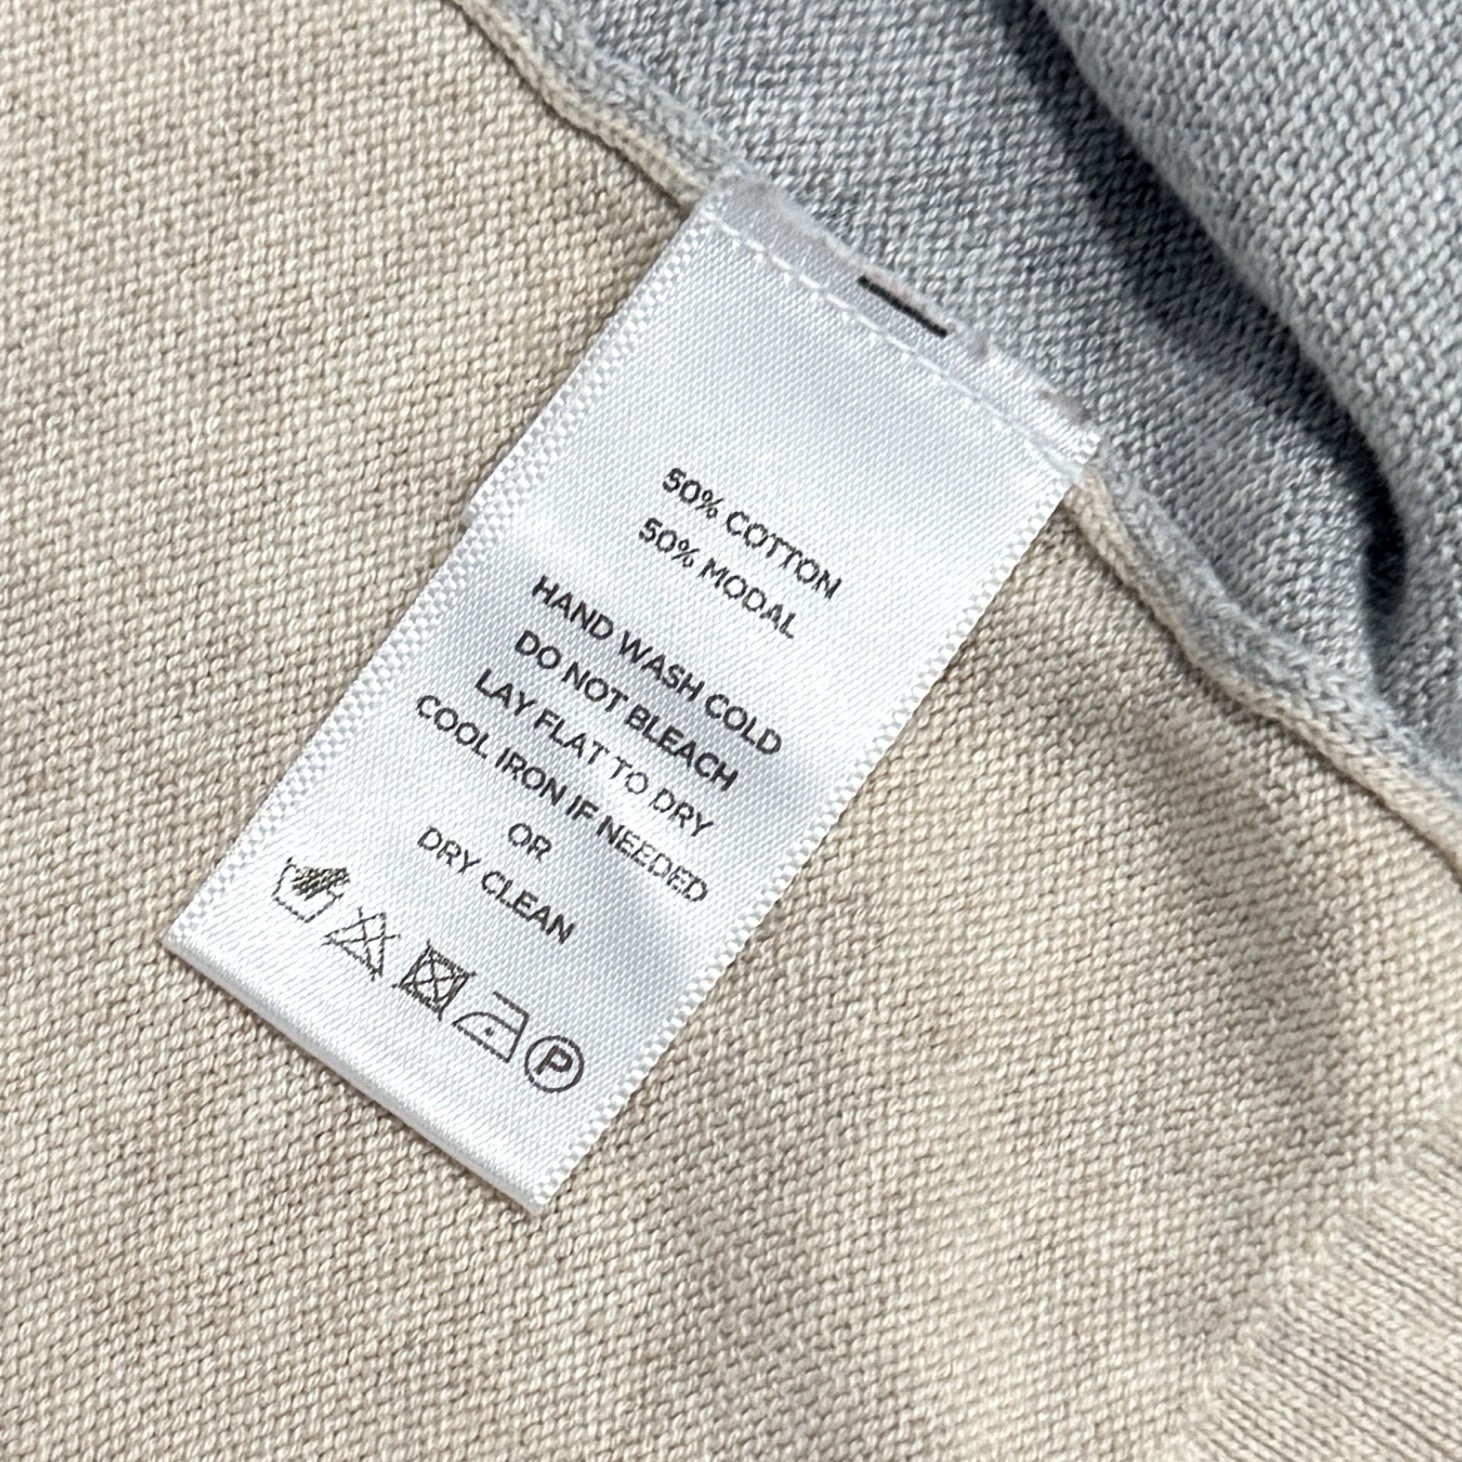 50% COTTON
50% MODAL
HAND WASH COLD
DO NOT BLEACH
LAY FLAT TO DRY
COOL IRON IF NEEDED
OR
DRY CLEAN
P